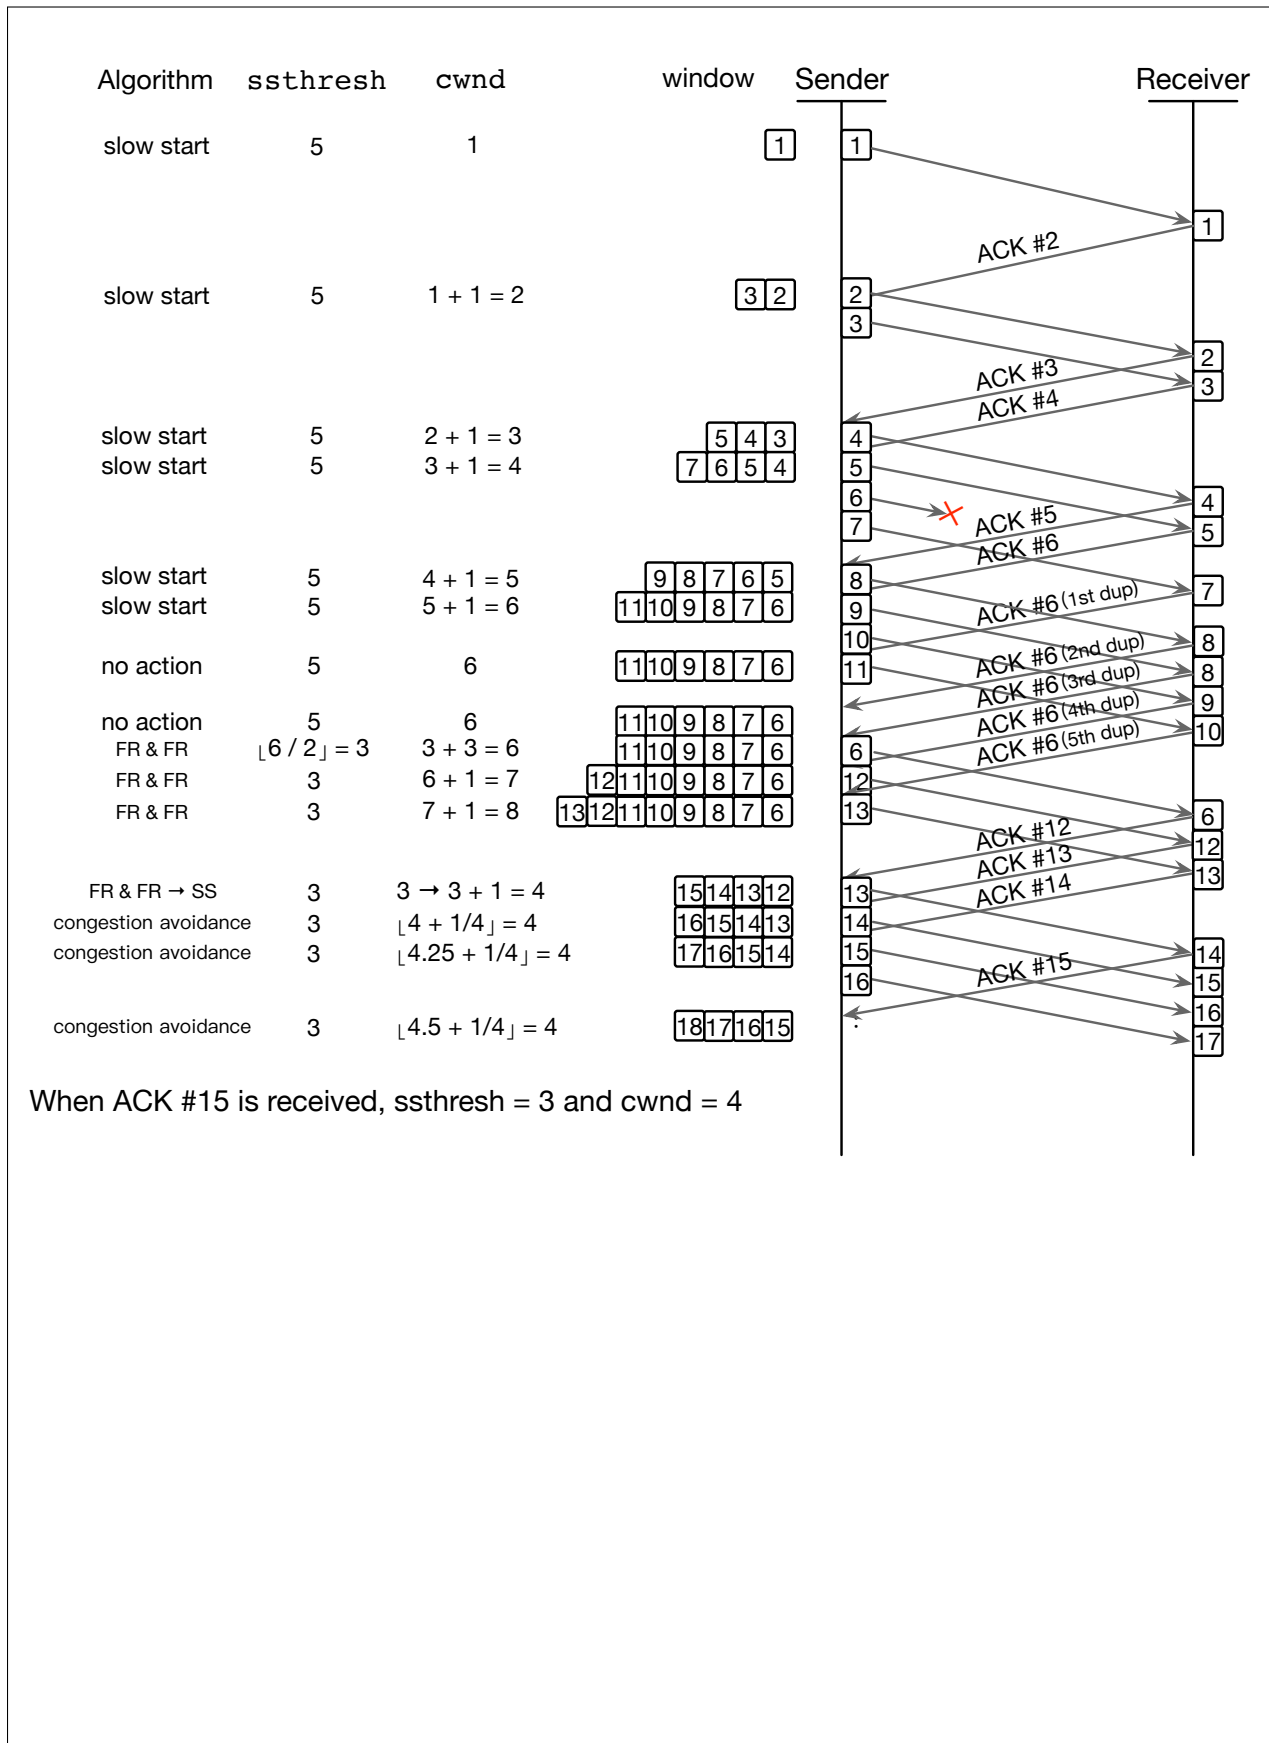 Algorithm ssthresh cwnd window Sender Receiver
slow start 5 1 1 1
1
ACK #2
slow start 5 1 + 1 = 2 3 2 2
3
2
ACK #3 3
ACK #4
slow start 5 2 + 1 = 3 5 4 3 4
slow start 5 3 + 1 = 4 7 6 5 4 5
6 4
7 ACK #5 5
ACK #6
slow start 5 4 + 1 = 5 9 8 7 6 5 8 7
slow start 5 5 + 1 = 6 11 10 9 8 7 6 9 ACK #6 (1st dup)
10 8
no action 5 6 11 10 9 8 7 6 11 ACK #6 (2nd dup) 8
ACK #6 (3rd dup) 9
no action 5 6 11 10 9 8 7 6 ACK #6 (4th dup) 10
FR & FR ⌊6 / 2⌋ = 3 3 + 3 = 6 11 10 9 8 7 6 6 ACK #6 (5th dup)
FR & FR 3 6 + 1 = 7 12 11 10 9 8 7 6 12
FR & FR 3 7 + 1 = 8 13 12 11 10 9 8 7 6 13 6
ACK #12 12
ACK #13 13
FR & FR → SS 3 3 → 3 + 1 = 4 15 14 13 12 13 ACK #14
congestion avoidance 3 ⌊4 + 1/4⌋ = 4 16 15 14 13 14
congestion avoidance 3 ⌊4.25 + 1/4⌋ = 4 17 16 15 14 15 14
16 ACK #15 15
16
congestion avoidance 3 ⌊4.5 + 1/4⌋ = 4 18 17 16 15 : 17
When ACK #15 is received, ssthresh = 3 and cwnd = 4